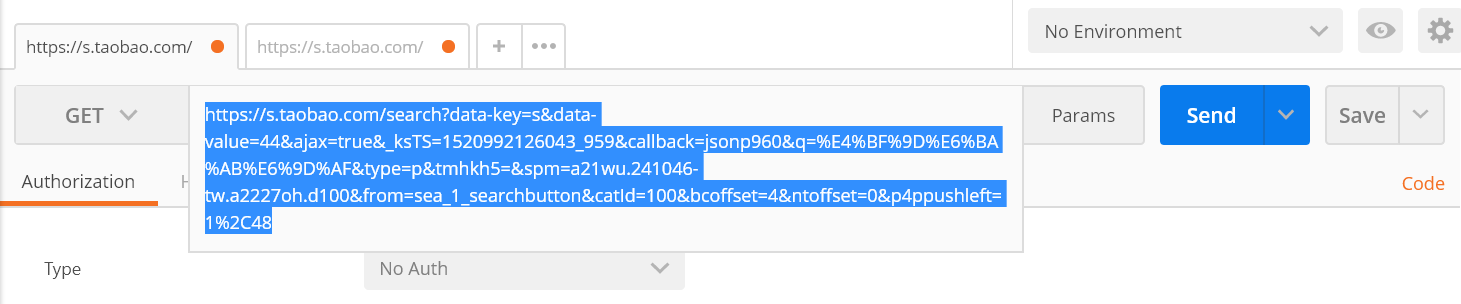 https://s.taobao.com/
https://s.taobao.com/
No Environment
GET
https://s.taobao.com/search?data-key=s&data-
value=44&ajax=true&_ksTS=1520992126043_959&callback=jsonp960&q=%E4%BF%9D%E6%BA
%AB%E6%9D%AF&type=p&tmhkh5=&spm=a21wu.241046-
tw.a2227oh.d100&from=sea_1_searchbutton&catId=100&bcoffset=4&ntoffset=0&p4ppushleft=
1%2C48
Params
Send
Save
Authorization
Code
Type
No Auth